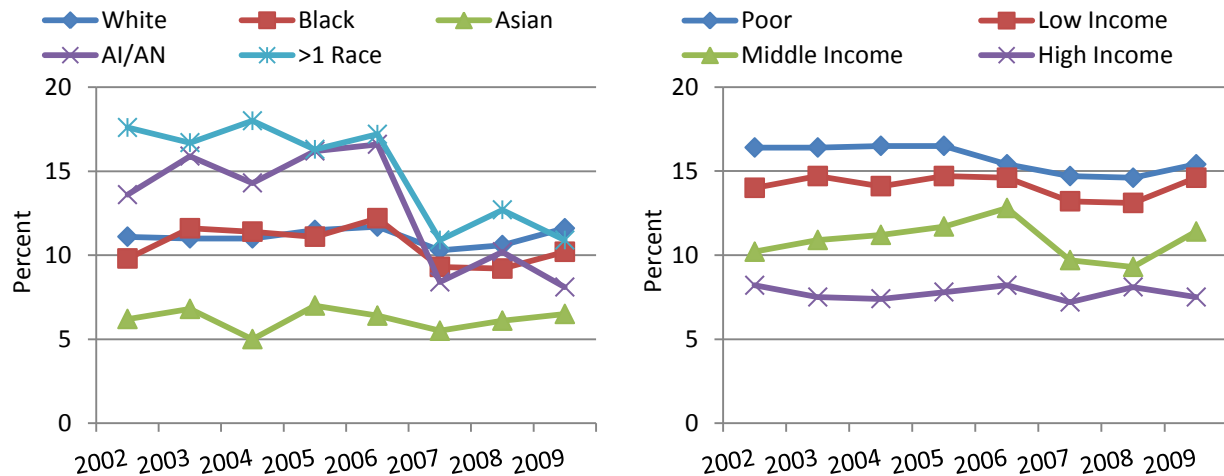 White Black Asian
AI/AN >1 Race
20
15
10
5
0
Percent
2002 2003 2004 2005 2006 2007 2008 2009
Poor Low Income
Middle Income High Income
20
15
10
5
0
Percent
2002 2003 2004 2005 2006 2007 2008 2009